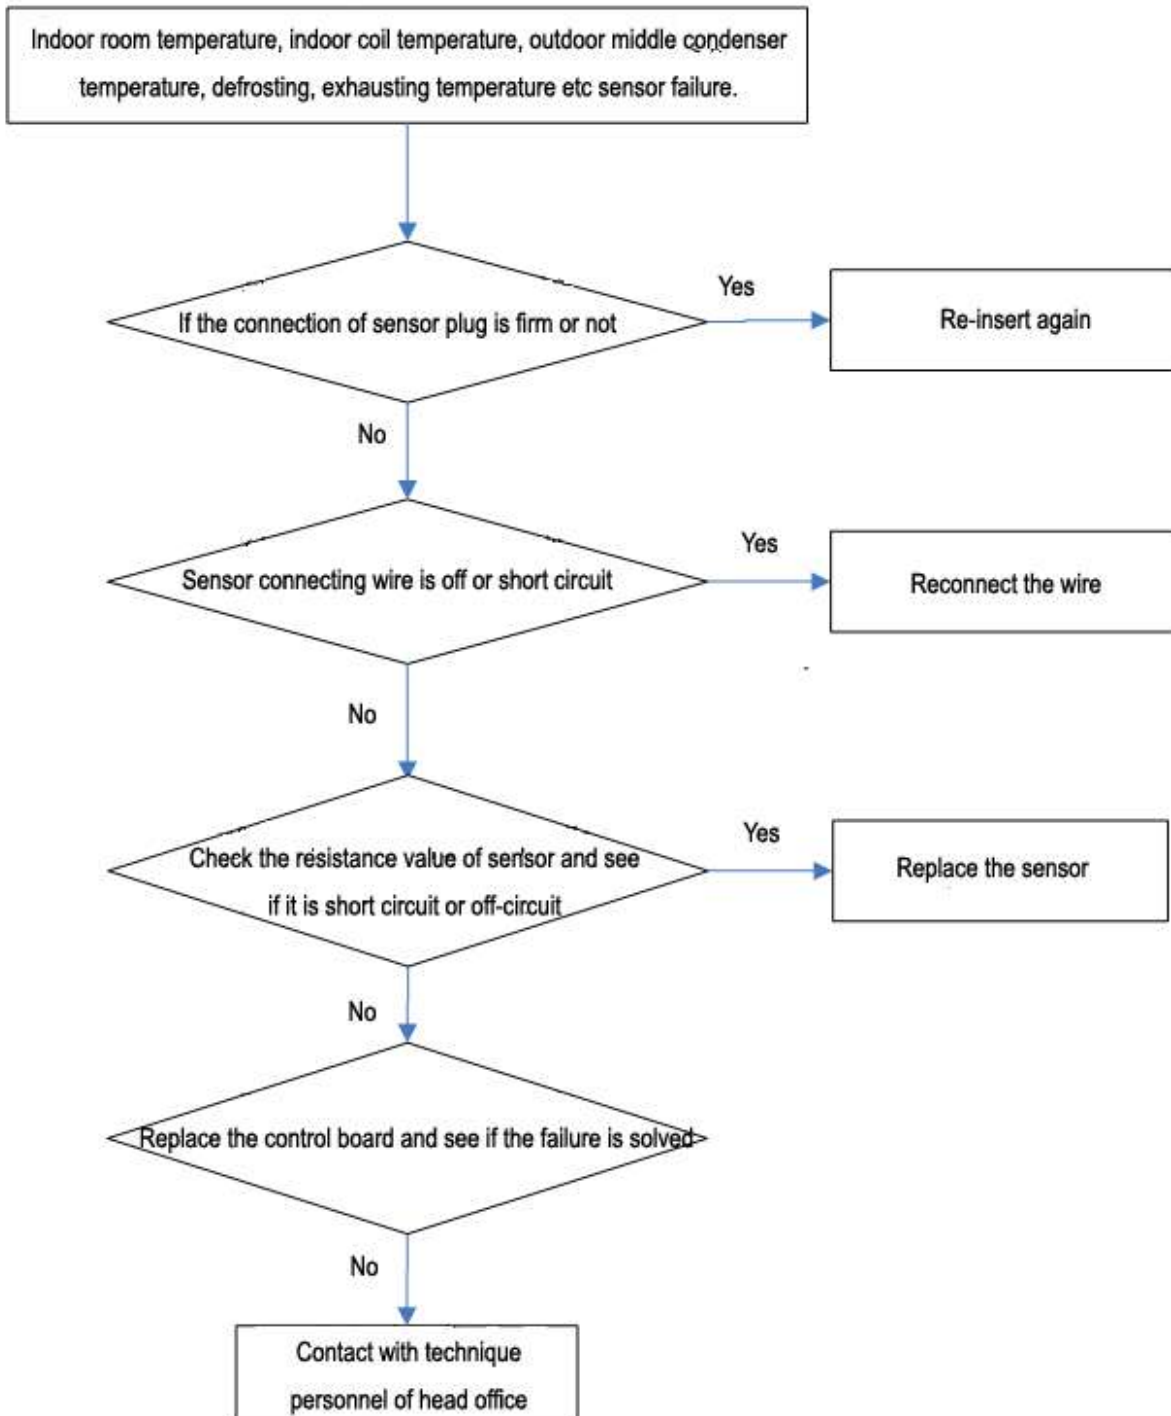 Indoor room temperature, indoor coil temperature, outdoor middle condenser
temperature, defrosting, exhausting temperature etc sensor failure.
Yes
If the connection of sensor plug is firm or not
Re-insert again
No
Yes
Sensor connecting wire is off or short circuit
Reconnect the wire
No
Yes
Check the resistance value of sensor and see
if it is short circuit or off-circuit
Replace the sensor
No
Replace the control board and see if the failure is solved
No
Contact with technique
personnel of head office